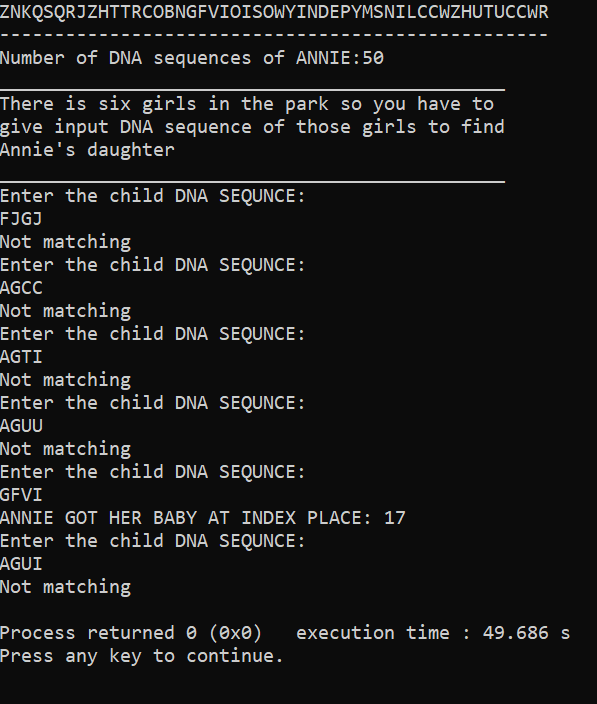 ZNKQSQRJZHTTRCOBNGFVIOISOWYINDEPYMSNILCCWZHUTUCCWR
--------------------------------------------------
Number of DNA sequences of ANNIE:50
There is six girls in the park so you have to
give input DNA sequence of those girls to find
Annie's daughter
Enter the child DNA SEQUNCE:
FJGJ
Not matching
Enter the child DNA SEQUNCE:
AGCC
Not matching
Enter the child DNA SEQUNCE:
AGTI
Not matching
Enter the child DNA SEQUNCE:
AGUU
Not matching
Enter the child DNA SEQUNCE:
GFVI
ANNIE GOT HER BABY AT INDEX PLACE: 17
Enter the child DNA SEQUNCE:
AGUI
Not matching
Process returned 0 (0x0)   execution time : 49.686 s
Press any key to continue.